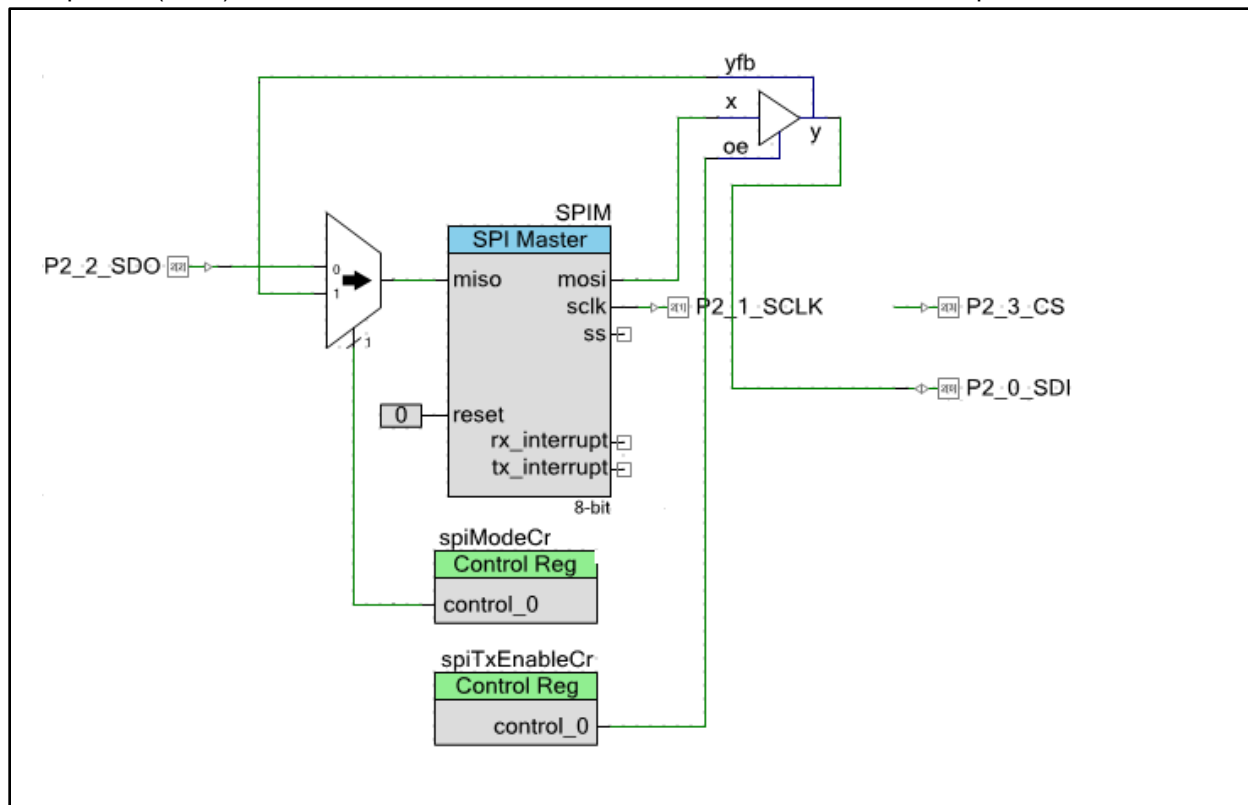 yfb
x
y
oe
SPIM
SPI Master
P2_2_SDO
0
1
miso
mosi
sclk
P2_1_SCLK
P2_3_CS
ss
1
P2_0_SDI
0
reset
rx_interrupt
tx_interrupt
8-bit
spiModeCr
Control Reg
control_0
spiTxEnableCr
Control Reg
control_0